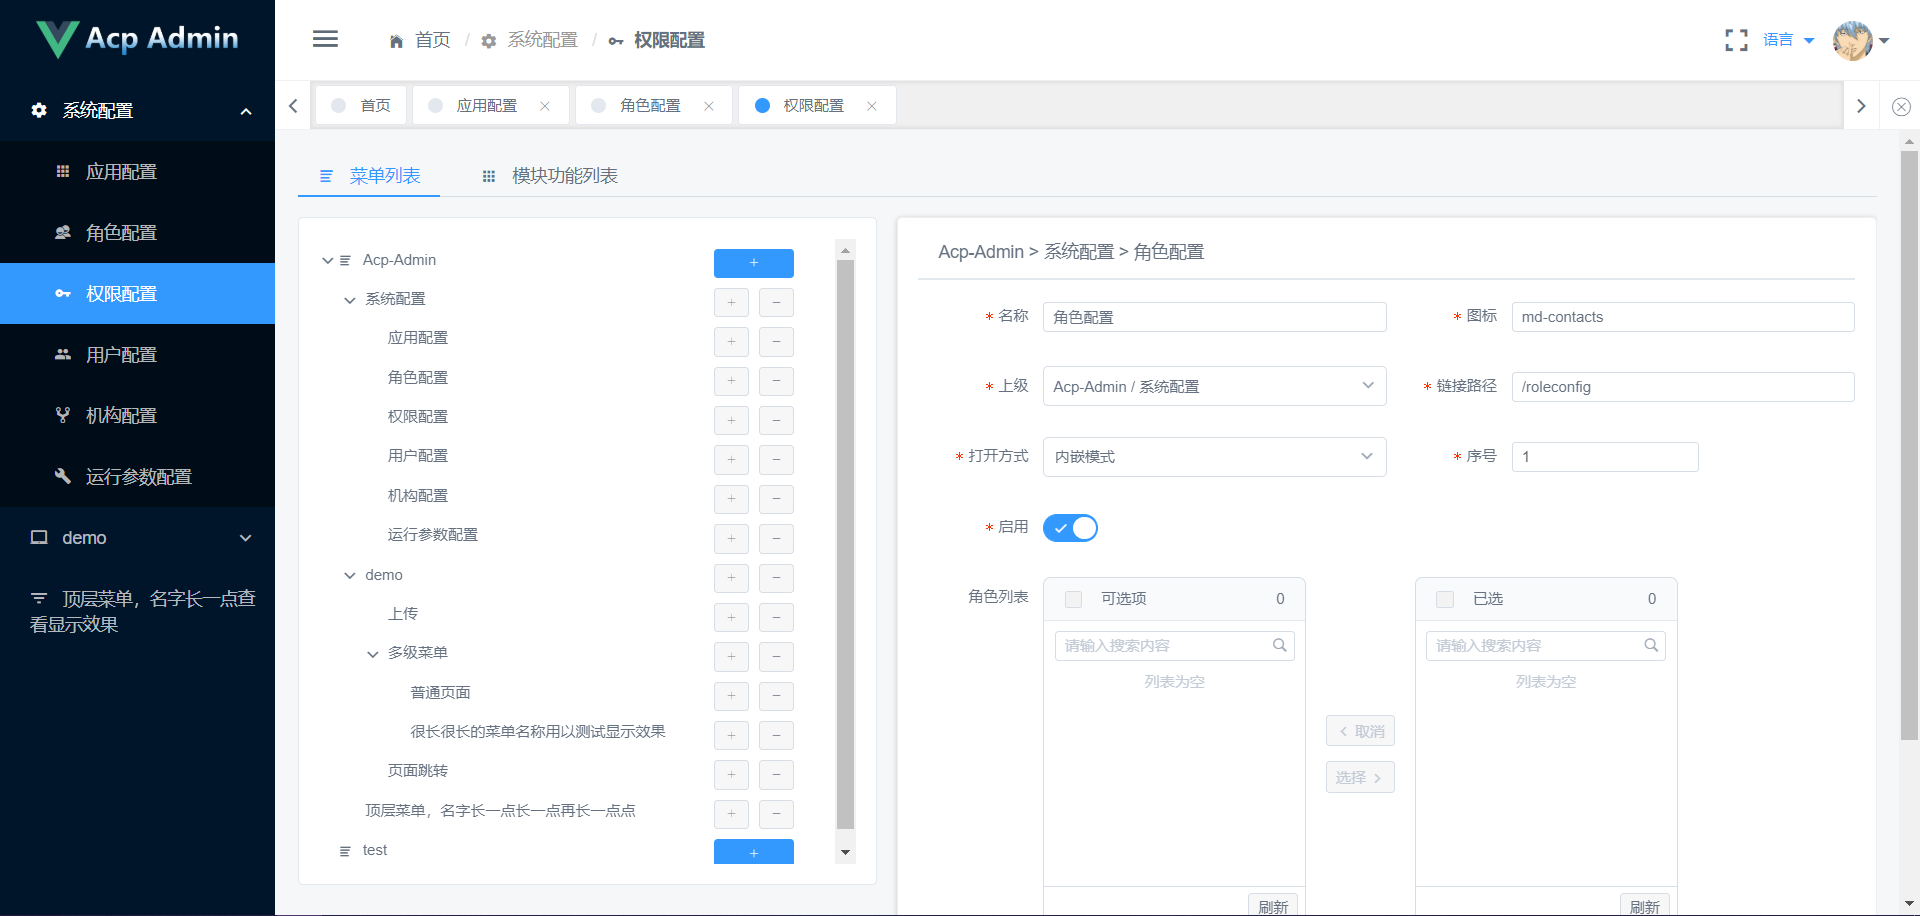 Acp Admin
系统配置
应用配置
角色配置
权限配置
用户配置
机构配置
运行参数配置
demo
顶层菜单，名字长一点查
看显示效果
首页 / 系统配置 / 权限配置
语言
首页
应用配置
角色配置
权限配置
菜单列表
模块功能列表
Acp-Admin
+
系统配置
+ −
应用配置
+ −
角色配置
+ −
权限配置
+ −
用户配置
+ −
机构配置
+ −
运行参数配置
+ −
demo
+ −
上传
+ −
多级菜单
+ −
普通页面
+ −
很长很长的菜单名称用以测试显示效果
+ −
页面跳转
+ −
顶层菜单，名字长一点长一点再长一点点
+ −
test
+
Acp-Admin > 系统配置 > 角色配置
* 名称
角色配置
* 图标
md-contacts
* 上级
Acp-Admin / 系统配置
* 链接路径
/roleconfig
* 打开方式
内嵌模式
* 序号
1
* 启用
角色列表
可选项 0
请输入搜索内容
列表为空
刷新
< 取消
选择 >
已选 0
请输入搜索内容
列表为空
刷新